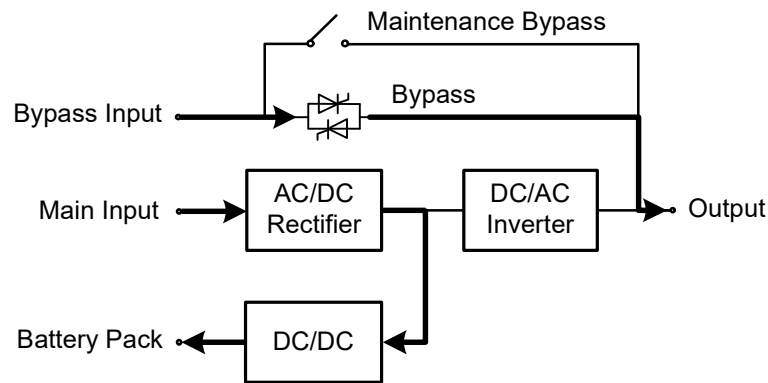 Maintenance Bypass
Bypass
Bypass Input
AC/DC
Rectifier
DC/AC
Inverter
Main Input
Output
Battery Pack
DC/DC